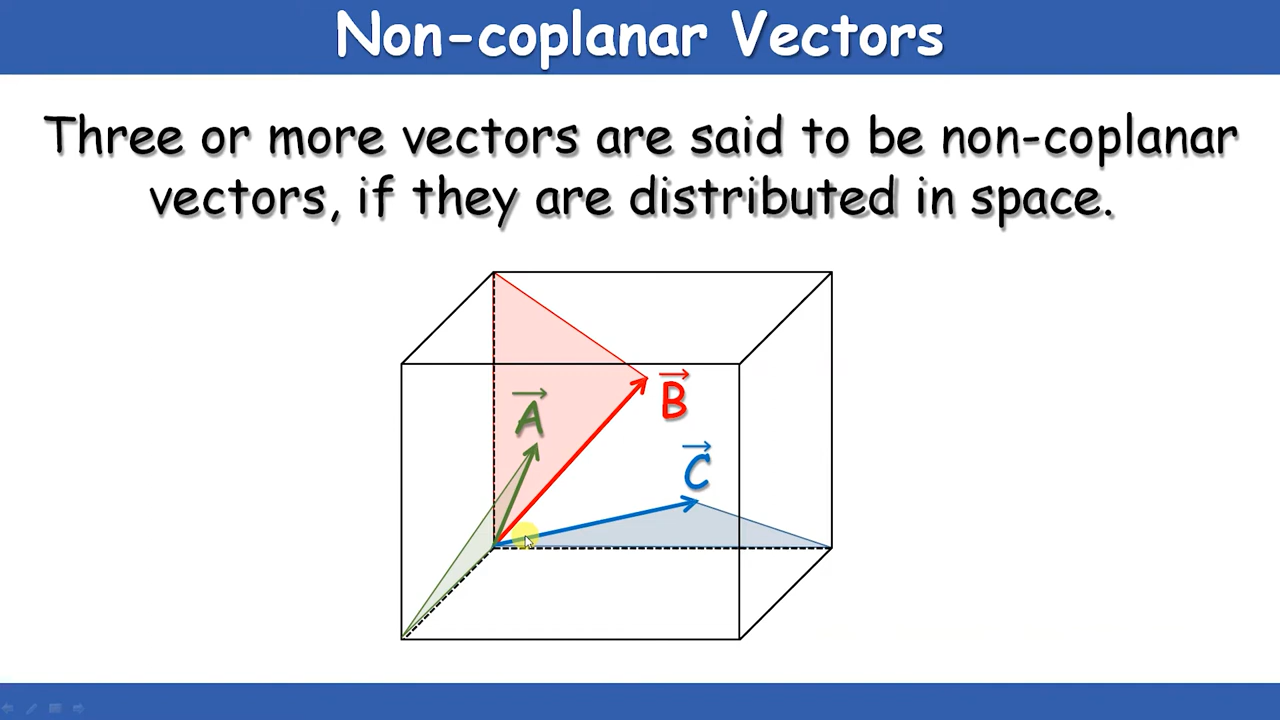 Non-coplanar Vectors
Three or more vectors are said to be non-coplanar
vectors, if they are distributed in space.
B
A
C